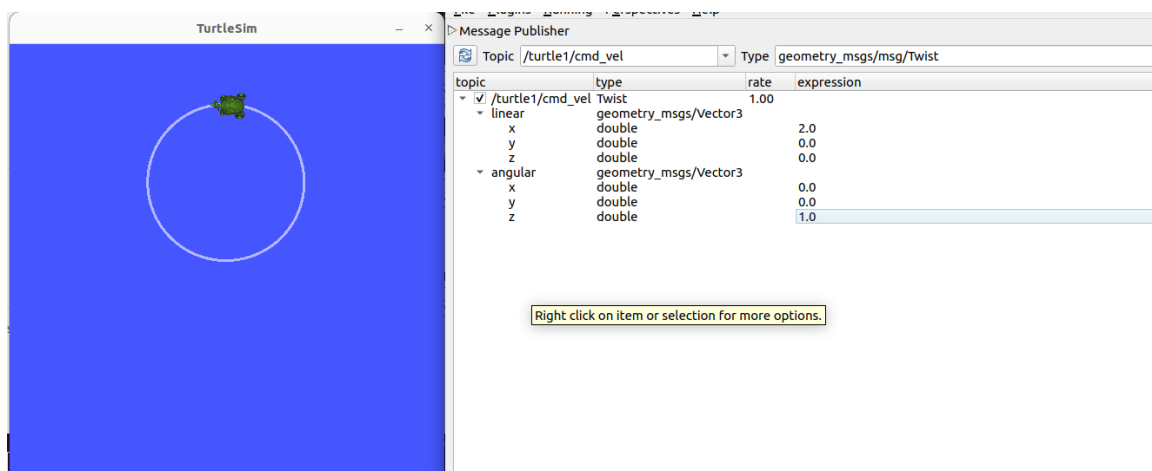 TurtleSim
Message Publisher
Topic /turtle1/cmd_vel Type geometry_msgs/msg/Twist
topic type rate expression
/turtle1/cmd_vel Twist 1.00
linear geometry_msgs/Vector3
x double 2.0
y double 0.0
z double 0.0
angular geometry_msgs/Vector3
x double 0.0
y double 0.0
z double 1.0
Right click on item or selection for more options.